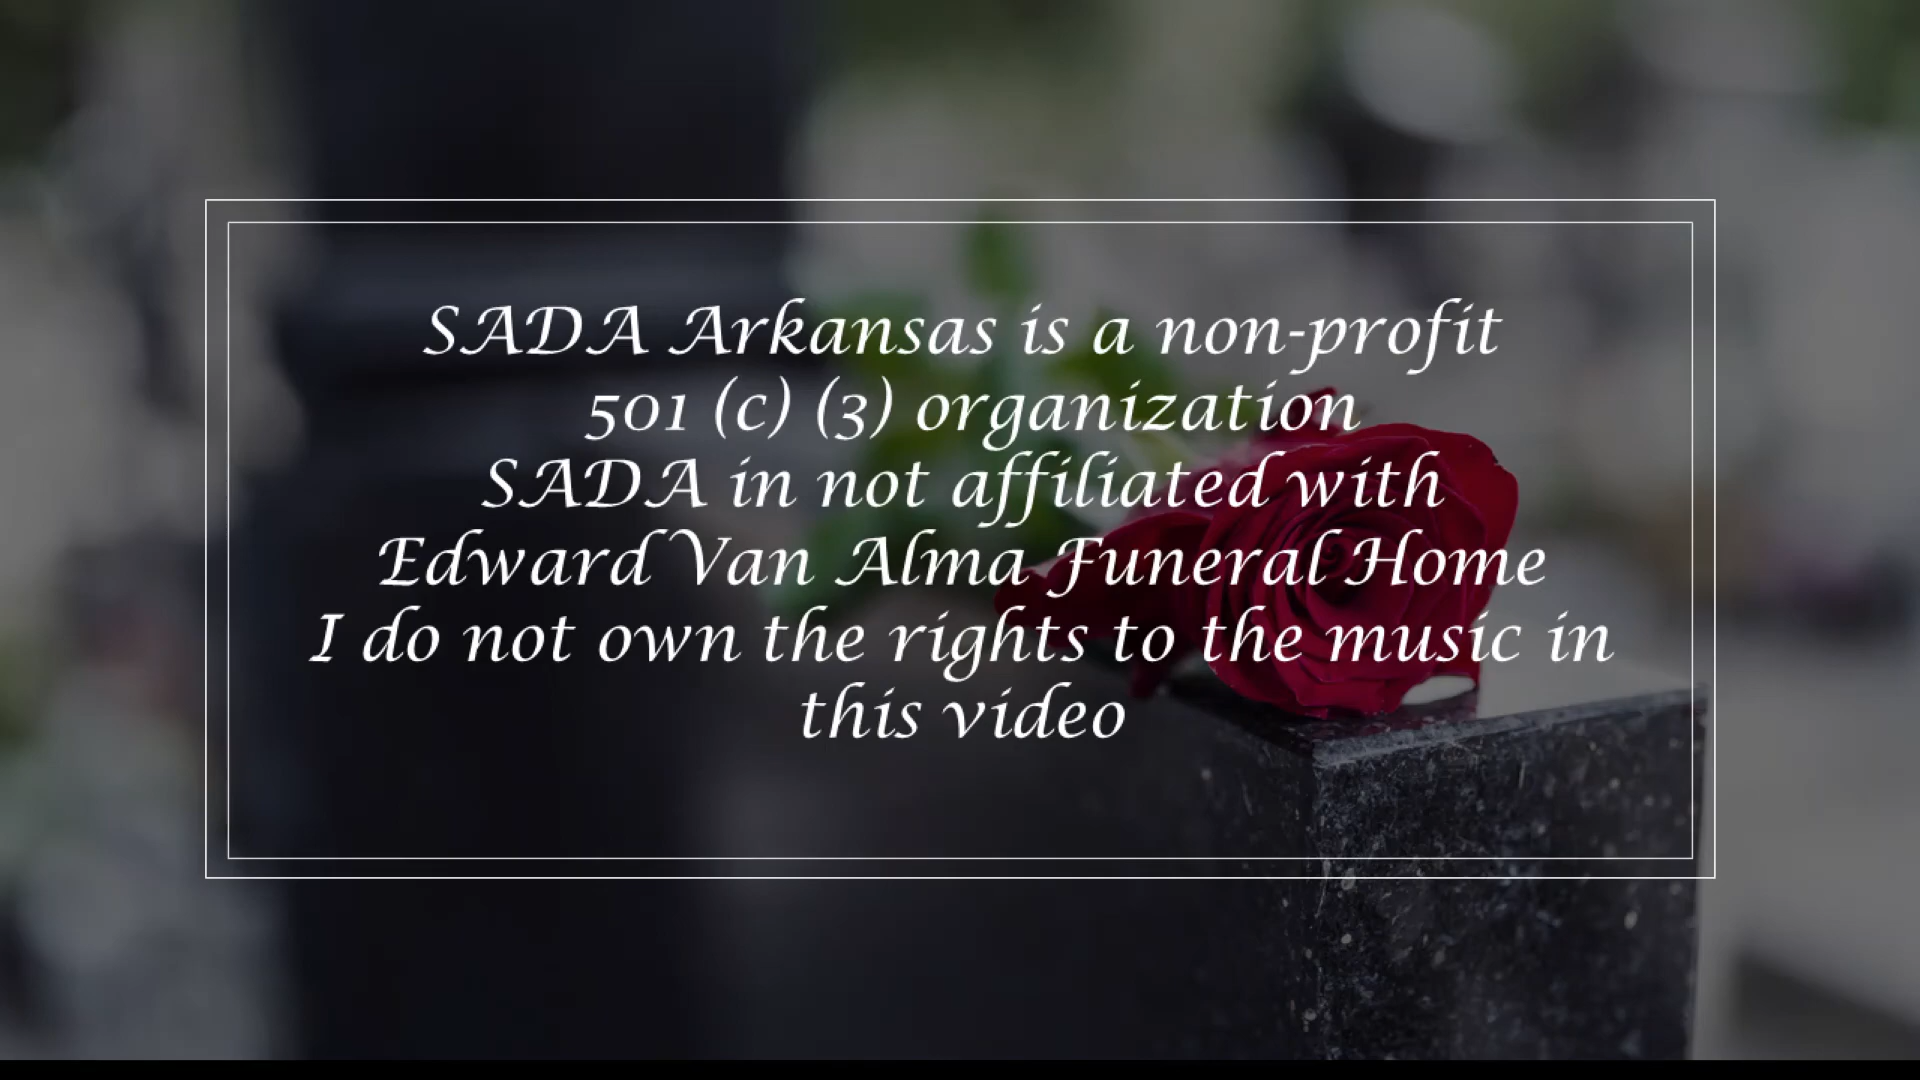 SADA Arkansas is a non-profit
501 (c) (3) organization
SADA in not affiliated with
Edward Van Alma Funeral Home
I do not own the rights to the music in
this video